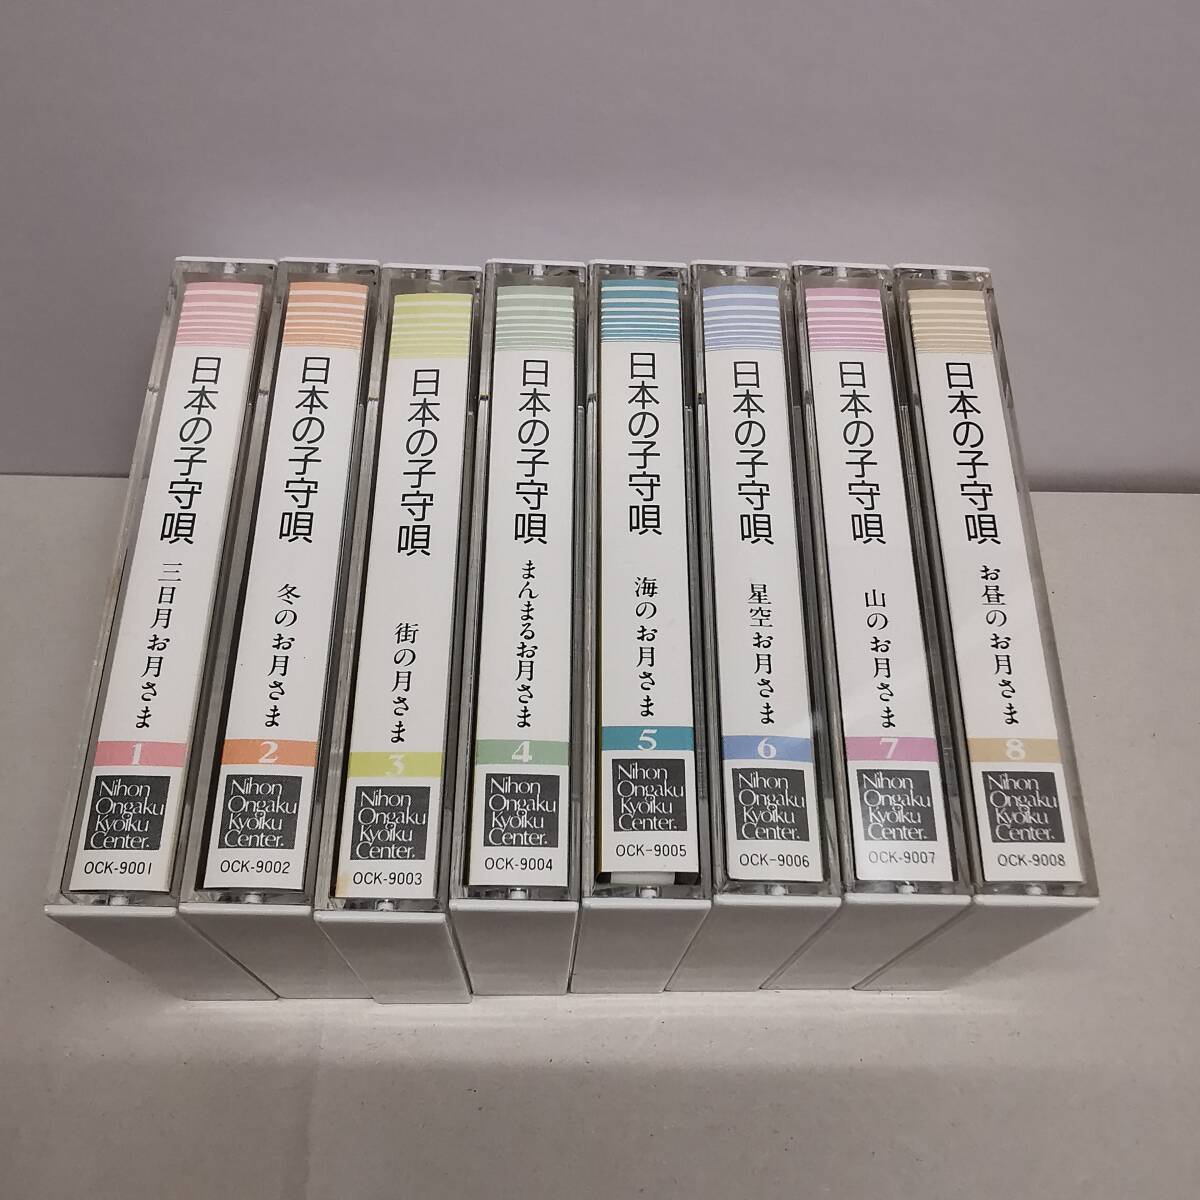 日本の子守唄
三日月お月さま
1
Nihon
Ongaku
Kyoiku
Center.
OCK-9001
日本の子守唄
冬のお月さま
2
Nihon
Ongaku
Kyoiku
Center.
OCK-9002
日本の子守唄
街の月さま
3
Nihon
Ongaku
Kyoiku
Center.
OCK-9003
日本の子守唄
まんまるお月さま
4
Nihon
Ongaku
Kyoiku
Center.
OCK-9004
日本の子守唄
海のお月さま
5
Nihon
Ongaku
Kyoiku
Center.
OCK-9005
日本の子守唄
星空お月さま
6
Nihon
Ongaku
Kyoiku
Center.
OCK-9006
日本の子守唄
山のお月さま
7
Nihon
Ongaku
Kyoiku
Center.
OCK-9007
日本の子守唄
お昼のお月さま
8
Nihon
Ongaku
Kyoiku
Center.
OCK-9008